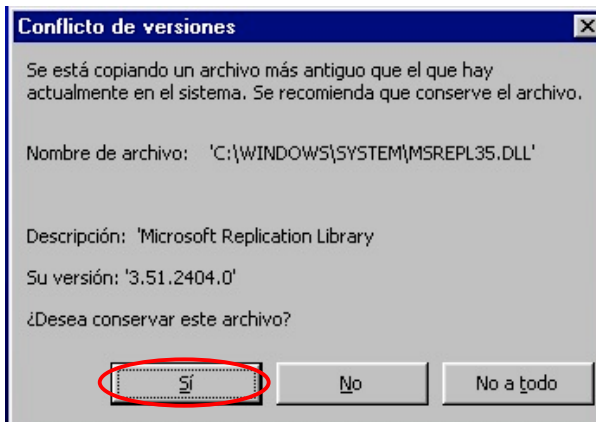 Conflicto de versiones
Se está copiando un archivo más antiguo que el que hay
actualmente en el sistema. Se recomienda que conserve el archivo.
Nombre de archivo: 'C:\WINDOWS\SYSTEM\MSREPL35.DLL'
Descripción: 'Microsoft Replication Library
Su versión: '3.51.2404.0'
¿Desea conservar este archivo?
Sí No No a todo